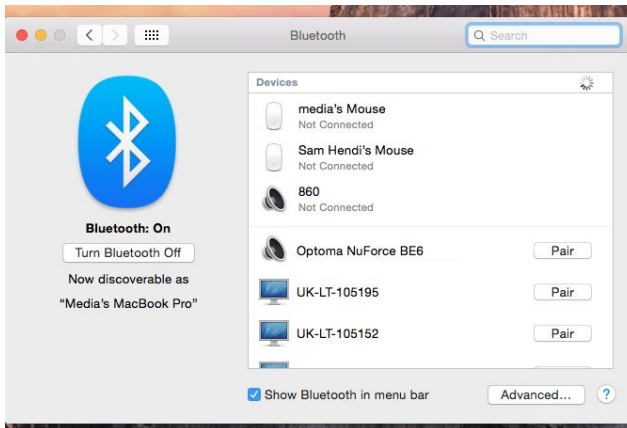 Bluetooth
Search
Bluetooth: On
Turn Bluetooth Off
Now discoverable as
“Media’s MacBook Pro”
Devices
media’s Mouse
Not Connected
Sam Hendi’s Mouse
Not Connected
860
Not Connected
Optoma NuForce BE6
Pair
UK-LT-105195
Pair
UK-LT-105152
Pair
Show Bluetooth in menu bar
Advanced...
?